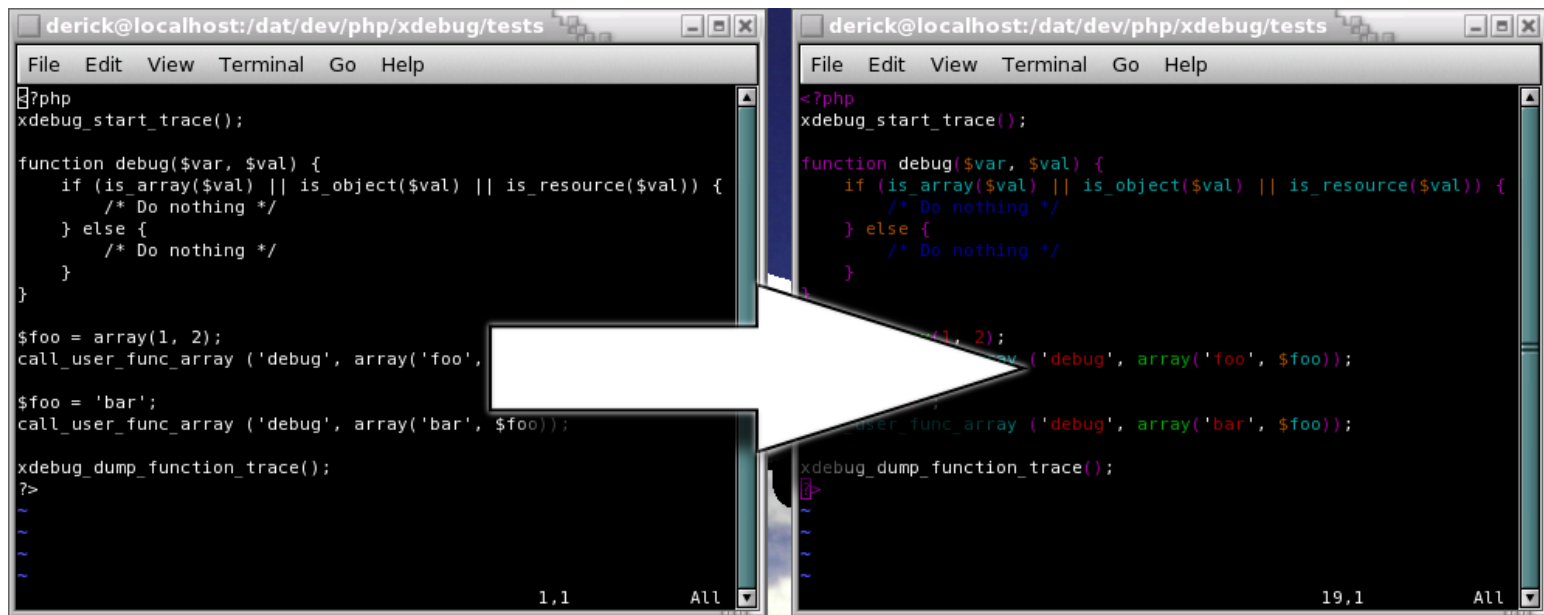 derick@localhost:/dat/dev/php/xdebug/tests
File Edit View Terminal Go Help
<?php
xdebug_start_trace();
function debug($var, $val) {
if (is_array($val) || is_object($val) || is_resource($val)) {
/* Do nothing */
} else {
/* Do nothing */
}
}
$foo = array(1, 2);
call_user_func_array ('debug', array('foo',
$foo = 'bar';
call_user_func_array ('debug', array('bar', $foo));
xdebug_dump_function_trace();
?>
~
~
~
~
1,1 All
derick@localhost:/dat/dev/php/xdebug/tests
File Edit View Terminal Go Help
<?php
xdebug_start_trace();
function debug($var, $val) {
if (is_array($val) || is_object($val) || is_resource($val)) {
/* Do nothing */
} else {
/* Do nothing */
}
}
(1, 2);
('debug', array('foo', $foo));
;
user_func_array ('debug', array('bar', $foo));
xdebug_dump_function_trace();
?>
~
~
~
~
19,1 All